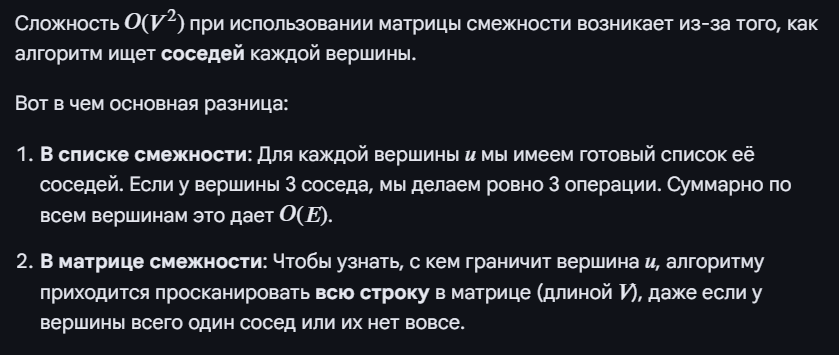 Сложность O(V²) при использовании матрицы смежности возникает из-за того, как
алгоритм ищет соседей каждой вершины.
Вот в чем основная разница:
1. В списке смежности: Для каждой вершины u мы имеем готовый список её
соседей. Если у вершины 3 соседа, мы делаем ровно 3 операции. Суммарно по
всем вершинам это дает O(E).
2. В матрице смежности: Чтобы узнать, с кем граничит вершина u, алгоритму
приходится просканировать всю строку в матрице (длиной V), даже если у
вершины всего один сосед или их нет вовсе.